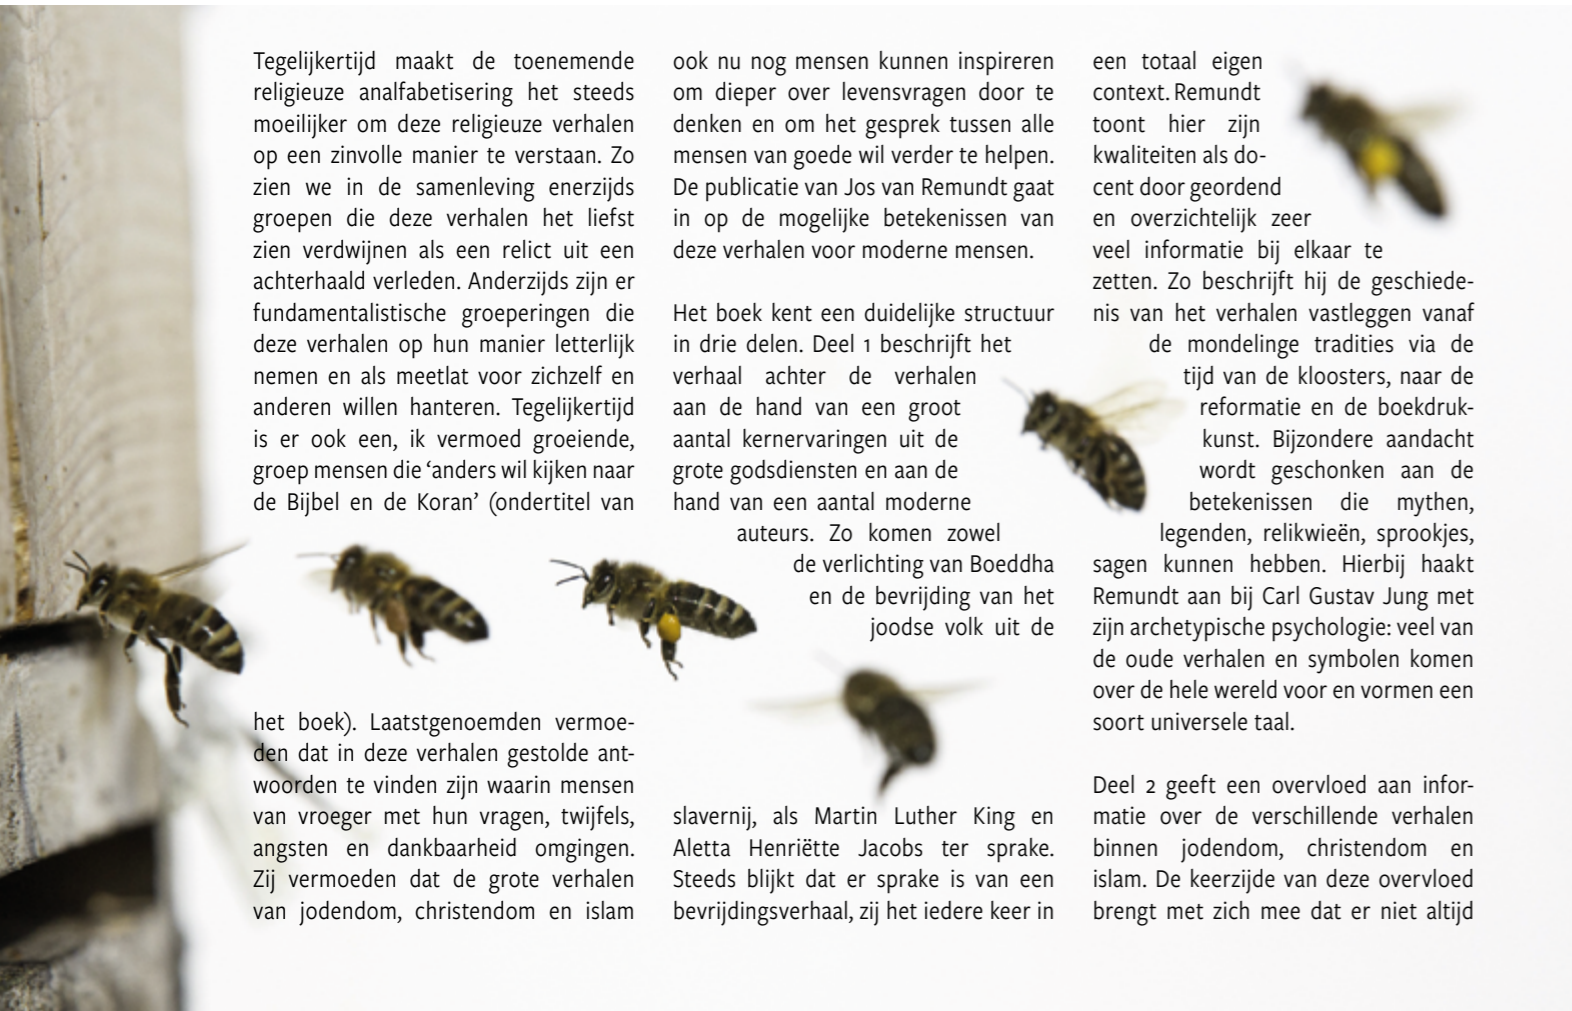 Tegelijkertijd maakt de toenemende
religieuze analfabetisering het steeds
moeilijker om deze religieuze verhalen
op een zinvolle manier te verstaan. Zo
zien we in de samenleving enerzijds
groepen die deze verhalen het liefst
zien verdwijnen als een relict uit een
achterhaald verleden. Anderzijds zijn er
fundamentalistische groeperingen die
deze verhalen op hun manier letterlijk
nemen en als meetlat voor zichzelf en
anderen willen hanteren. Tegelijkertijd
is er ook een, ik vermoed groeiende,
groep mensen die ‘anders wil kijken naar
de Bijbel en de Koran’ (ondertitel van
het boek). Laatstgenoemden vermoe-
den dat in deze verhalen gestolde ant-
woorden te vinden zijn waarin mensen
van vroeger met hun vragen, twijfels,
angsten en dankbaarheid omgingen.
Zij vermoeden dat de grote verhalen
van jodendom, christendom en islam
ook nu nog mensen kunnen inspireren
om dieper over levensvragen door te
denken en om het gesprek tussen alle
mensen van goede wil verder te helpen.
De publicatie van Jos van Remundt gaat
in op de mogelijke betekenissen van
deze verhalen voor moderne mensen.
Het boek kent een duidelijke structuur
in drie delen. Deel 1 beschrijft het
verhaal achter de verhalen
aan de hand van een groot
aantal kernervaringen uit de
grote godsdiensten en aan de
hand van een aantal moderne
auteurs. Zo komen zowel
de verlichting van Boeddha
en de bevrijding van het
joodse volk uit de
slavernij, als Martin Luther King en
Aletta Henriëtte Jacobs ter sprake.
Steeds blijkt dat er sprake is van een
bevrijdingsverhaal, zij het iedere keer in
een totaal eigen
context. Remundt
toont hier zijn
kwaliteiten als do-
cent door geordend
en overzichtelijk zeer
veel informatie bij elkaar te
zetten. Zo beschrijft hij de geschiede-
nis van het verhalen vastleggen vanaf
de mondelinge tradities via de
tijd van de kloosters, naar de
reformatie en de boekdruk-
kunst. Bijzondere aandacht
wordt geschonken aan de
betekenissen die mythen,
legenden, relikwieën, sprookjes,
sagen kunnen hebben. Hierbij haakt
Remundt aan bij Carl Gustav Jung met
zijn archetypische psychologie: veel van
de oude verhalen en symbolen komen
over de hele wereld voor en vormen een
soort universele taal.
Deel 2 geeft een overvloed aan infor-
matie over de verschillende verhalen
binnen jodendom, christendom en
islam. De keerzijde van deze overvloed
brengt met zich mee dat er niet altijd